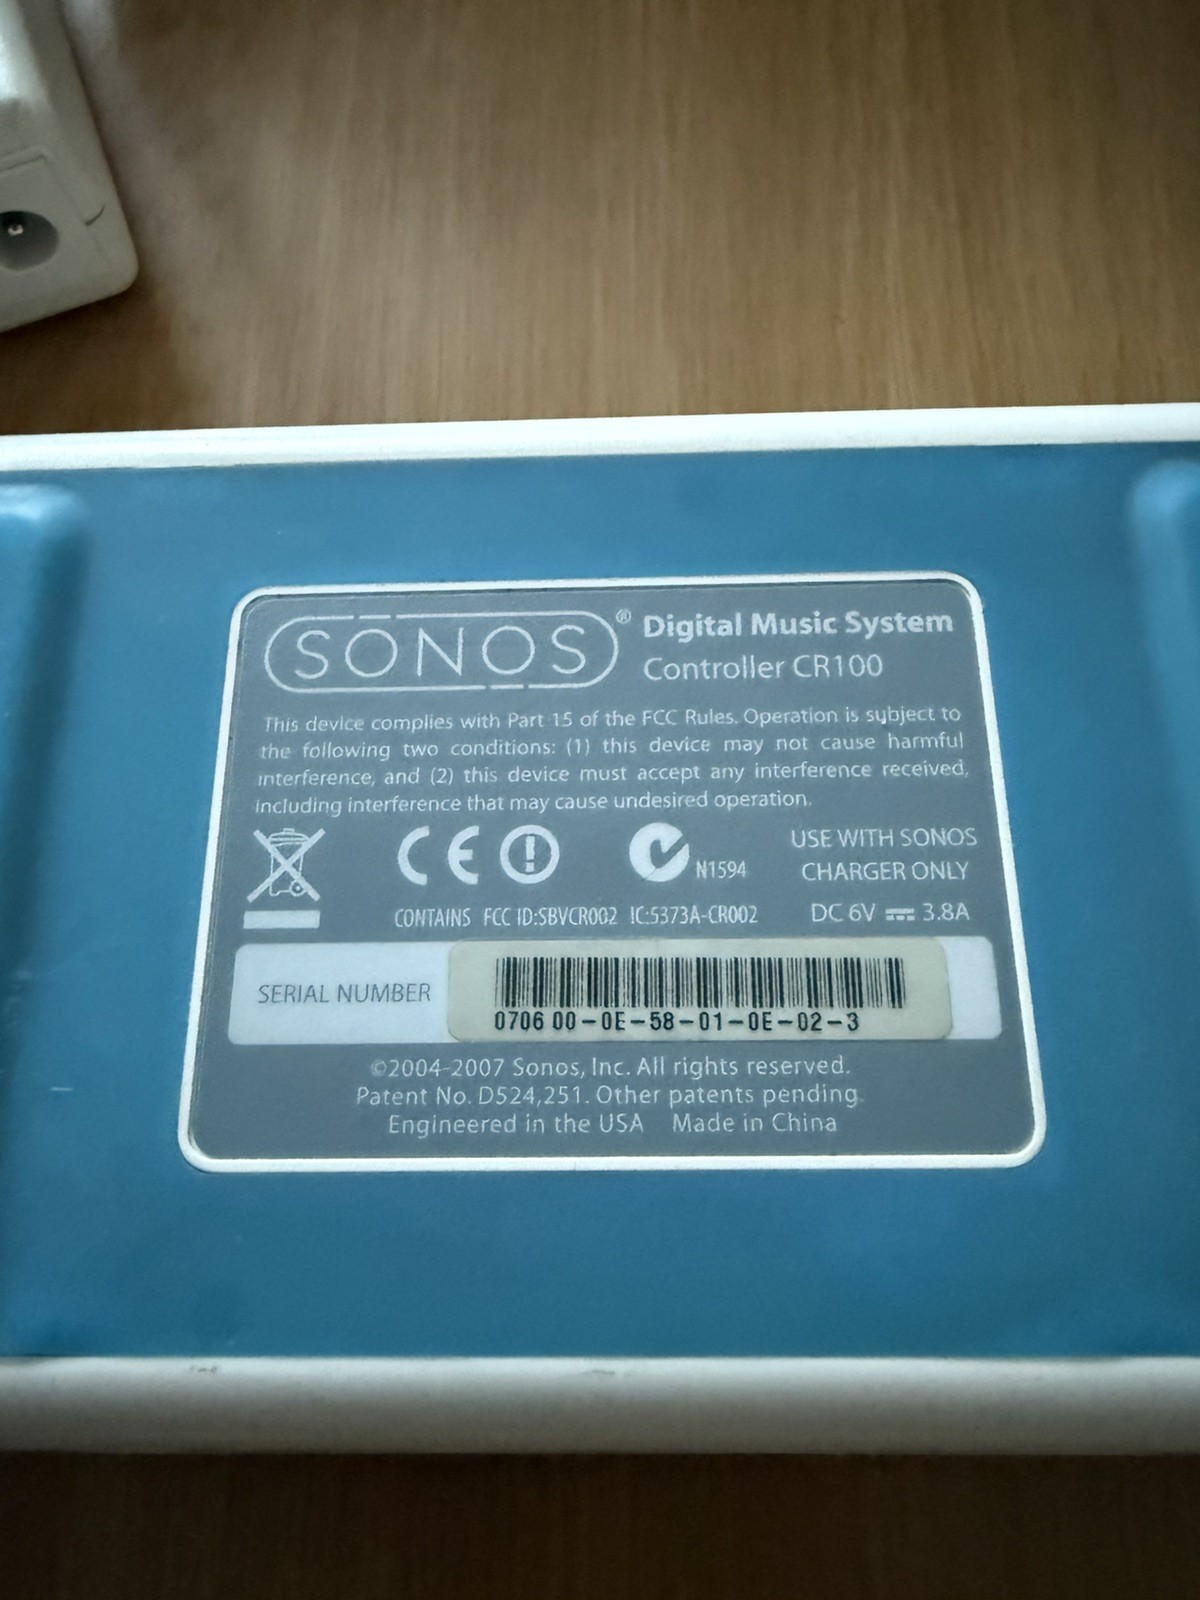 SONOS® Digital Music System
Controller CR100
This device complies with Part 15 of the FCC Rules. Operation is subject to
the following two conditions: (1) this device may not cause harmful
interference, and (2) this device must accept any interference received,
including interference that may cause undesired operation.
CE N1594
USE WITH SONOS
CHARGER ONLY
CONTAINS FCC ID:SBVCR002 IC:5373A-CR002
DC 6V ⎓ 3.8A
SERIAL NUMBER
0706 00-0E-58-01-0E-02-3
©2004-2007 Sonos, Inc. All rights reserved.
Patent No. D524,251. Other patents pending.
Engineered in the USA Made in China